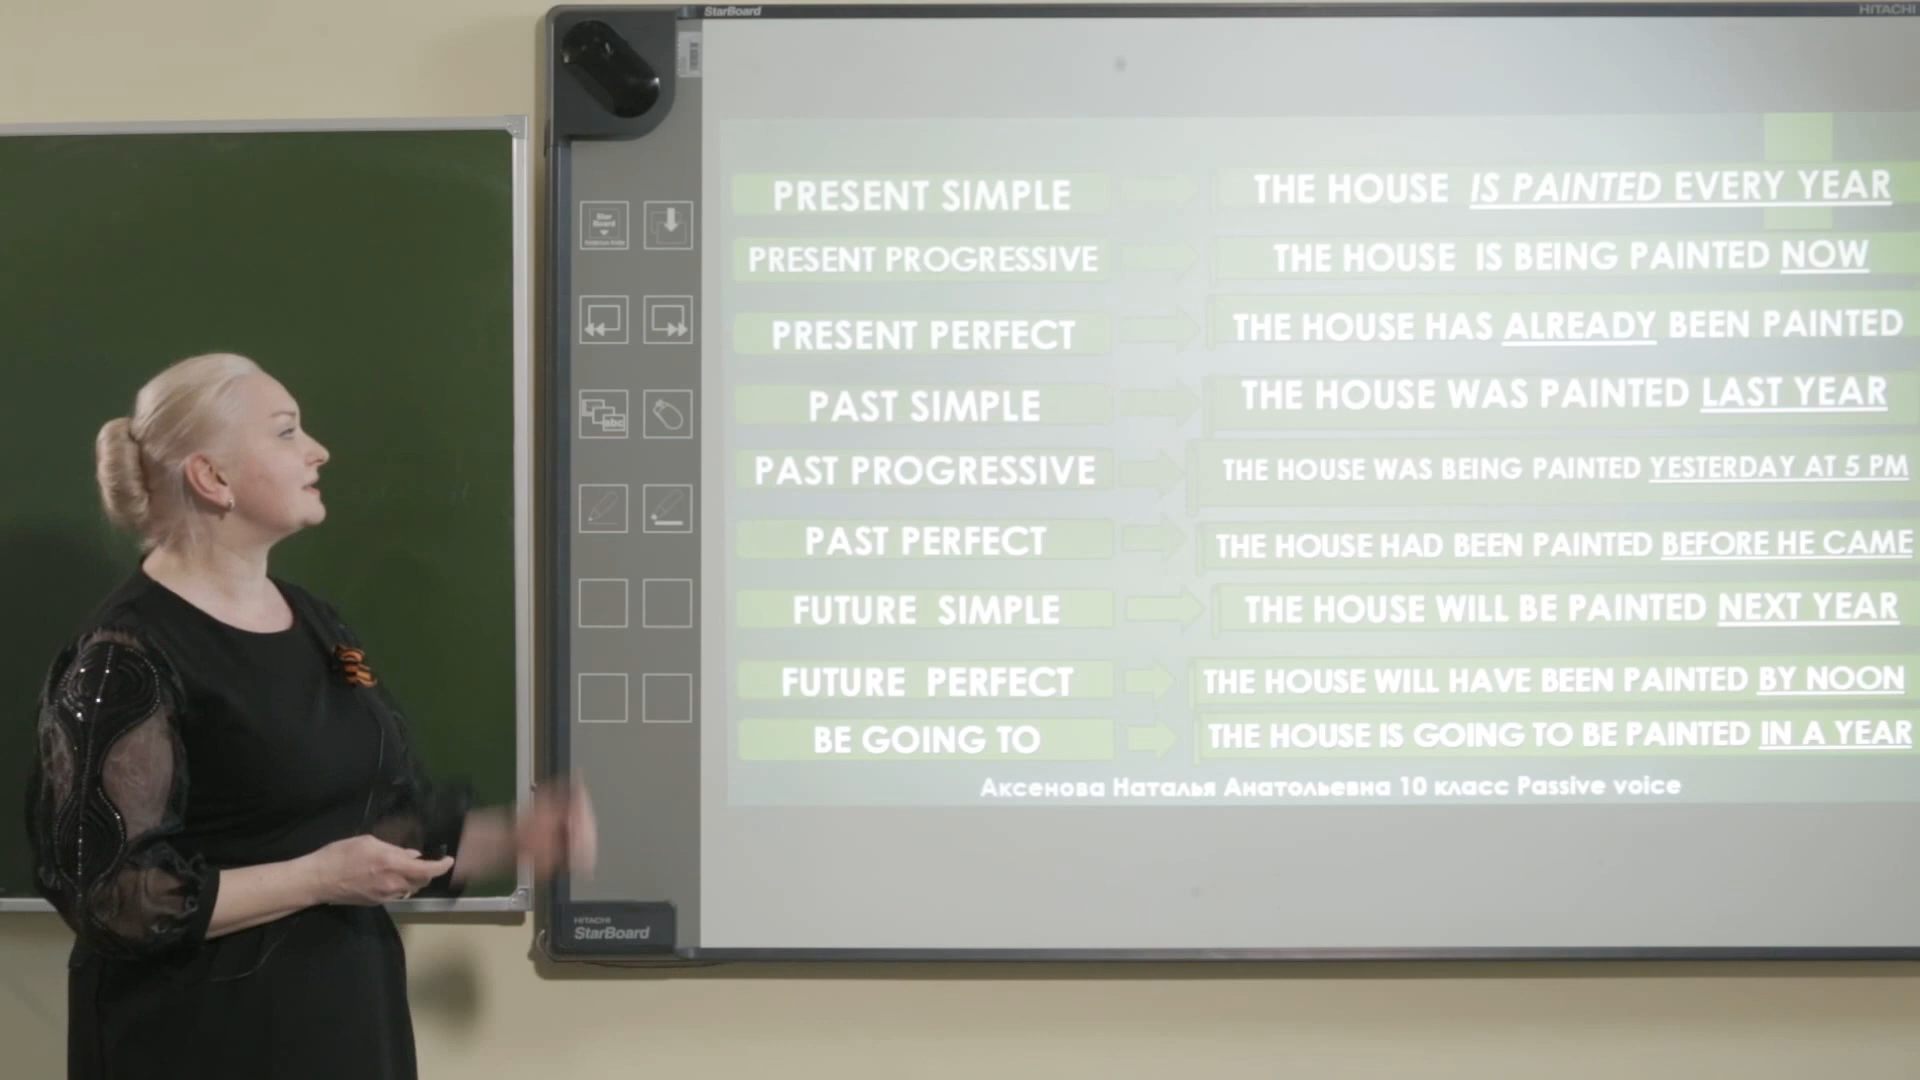 StarBoard
HITACHI
PRESENT SIMPLE
THE HOUSE IS PAINTED EVERY YEAR
PRESENT PROGRESSIVE
THE HOUSE IS BEING PAINTED NOW
PRESENT PERFECT
THE HOUSE HAS ALREADY BEEN PAINTED
PAST SIMPLE
THE HOUSE WAS PAINTED LAST YEAR
PAST PROGRESSIVE
THE HOUSE WAS BEING PAINTED YESTERDAY AT 5 PM
PAST PERFECT
THE HOUSE HAD BEEN PAINTED BEFORE HE CAME
FUTURE SIMPLE
THE HOUSE WILL BE PAINTED NEXT YEAR
FUTURE PERFECT
THE HOUSE WILL HAVE BEEN PAINTED BY NOON
BE GOING TO
THE HOUSE IS GOING TO BE PAINTED IN A YEAR
Аксенова Наталья Анатольевна 10 класс Passive voice
Star
Board
abc
HITACHI
StarBoard